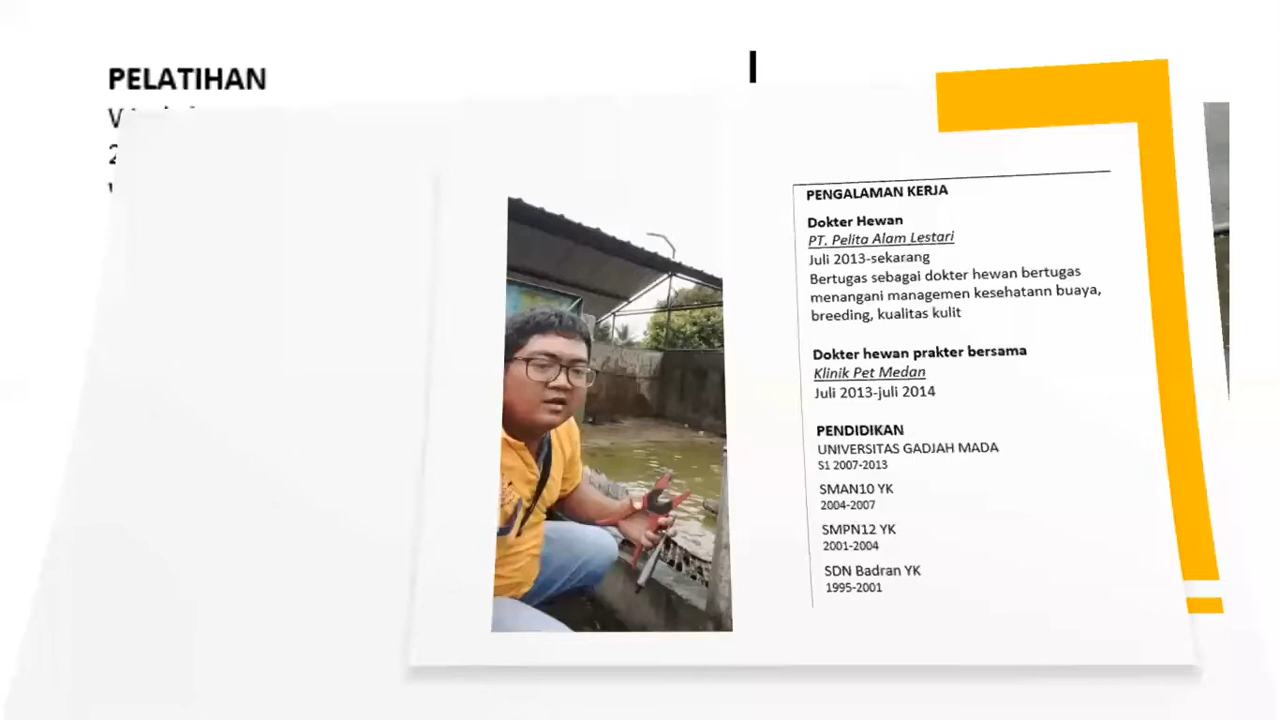 PELATIHAN
PENGALAMAN KERJA
Dokter Hewan
PT. Pelita Alam Lestari
Juli 2013-sekarang
Bertugas sebagai dokter hewan bertugas
menangani managemen kesehatann buaya,
breeding, kualitas kulit
Dokter hewan prakter bersama
Klinik Pet Medan
Juli 2013-juli 2014
PENDIDIKAN
UNIVERSITAS GADJAH MADA
S1 2007-2013
SMAN10 YK
2004-2007
SMPN12 YK
2001-2004
SDN Badran YK
1995-2001